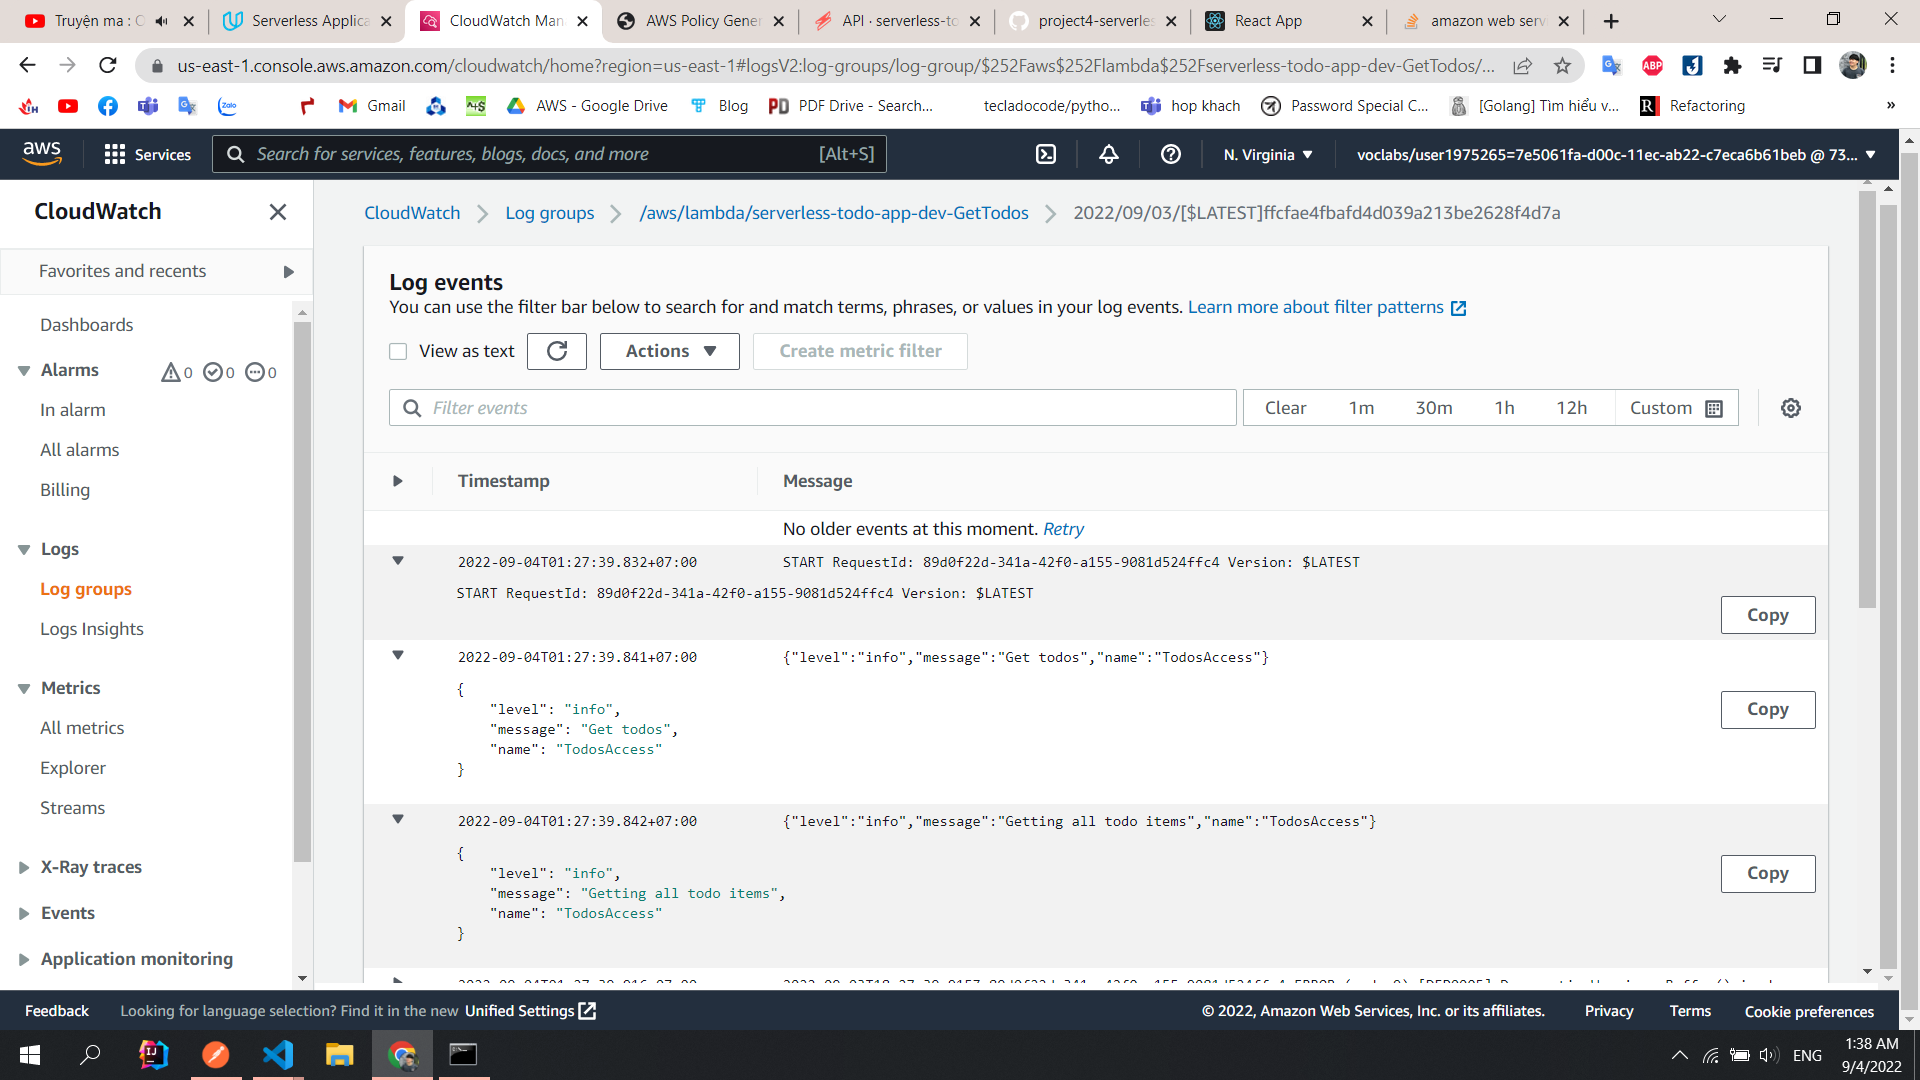 Truyện ma : C
Serverless Applica
CloudWatch Man
AWS Policy Gener
API · serverless-to
project4-serverles
React App
amazon web serv
us-east-1.console.aws.amazon.com/cloudwatch/home?region=us-east-1#logsV2:log-groups/log-group/$252Faws$252Flambda$252Fserverless-todo-app-dev-GetTodos/...
Gmail
AWS - Google Drive
Blog
PDF Drive - Search...
tecladocode/pytho...
hop khach
Password Special C...
[Golang] Tìm hiểu v...
Refactoring
»
aws
Services
Search for services, features, blogs, docs, and more
[Alt+S]
N. Virginia
voclabs/user1975265=7e5061fa-d00c-11ec-ab22-c7eca6b61beb @ 73...
CloudWatch
Favorites and recents
Dashboards
Alarms
0
0
0
In alarm
All alarms
Billing
Logs
Log groups
Logs Insights
Metrics
All metrics
Explorer
Streams
X-Ray traces
Events
Application monitoring
CloudWatch
Log groups
/aws/lambda/serverless-todo-app-dev-GetTodos
2022/09/03/[$LATEST]ffcfae4fbafd4d039a213be2628f4d7a
Log events
You can use the filter bar below to search for and match terms, phrases, or values in your log events. Learn more about filter patterns
View as text
Actions
Create metric filter
Filter events
Clear
1m
30m
1h
12h
Custom
Timestamp
Message
No older events at this moment. Retry
2022-09-04T01:27:39.832+07:00
START RequestId: 89d0f22d-341a-42f0-a155-9081d524ffc4 Version: $LATEST
START RequestId: 89d0f22d-341a-42f0-a155-9081d524ffc4 Version: $LATEST
Copy
2022-09-04T01:27:39.841+07:00
{"level":"info","message":"Get todos","name":"TodosAccess"}
{
"level": "info",
"message": "Get todos",
"name": "TodosAccess"
}
Copy
2022-09-04T01:27:39.842+07:00
{"level":"info","message":"Getting all todo items","name":"TodosAccess"}
{
"level": "info",
"message": "Getting all todo items",
"name": "TodosAccess"
}
Copy
Feedback
Looking for language selection? Find it in the new Unified Settings
© 2022, Amazon Web Services, Inc. or its affiliates.
Privacy
Terms
Cookie preferences
ENG
1:38 AM
9/4/2022